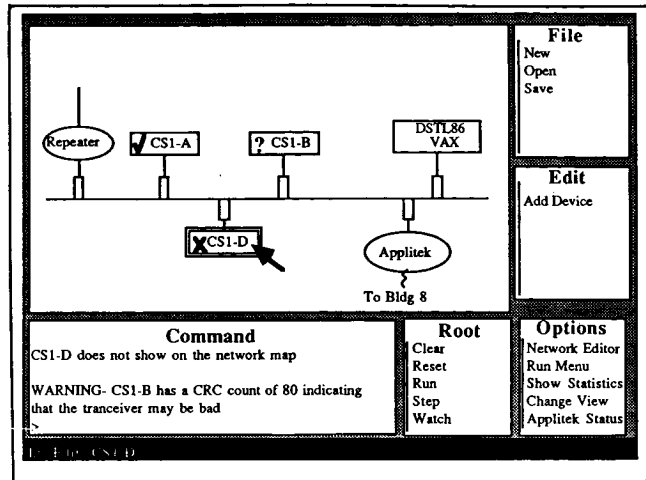 File
New
Open
Save
Repeater
✓ CS1-A
? CS1-B
DSTL86
VAX
X CS1-D
Applitek
To Bldg 8
Edit
Add Device
Command
CS1-D does not show on the network map
WARNING- CS1-B has a CRC count of 80 indicating
that the tranceiver may be bad
>
Root
Clear
Reset
Run
Step
Watch
Options
Network Editor
Run Menu
Show Statistics
Change View
Applitek Status
CS1-D